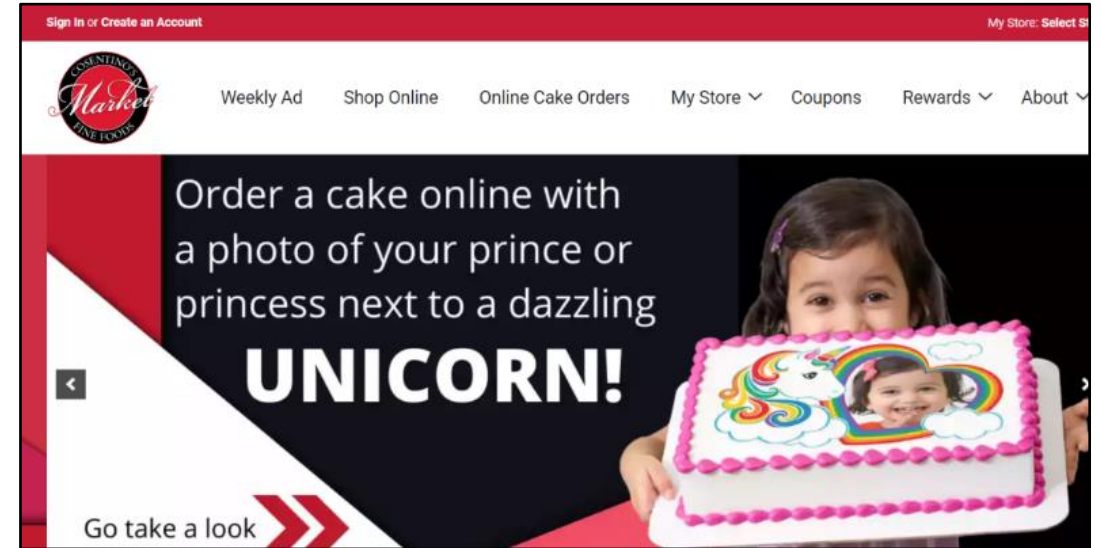 Sign In or Create an Account
My Store: Select
COSENTINO'S
Market
FINE FOODS
Weekly Ad Shop Online Online Cake Orders My Store Coupons Rewards About
Order a cake online with
a photo of your prince or
princess next to a dazzling
UNICORN!
Go take a look